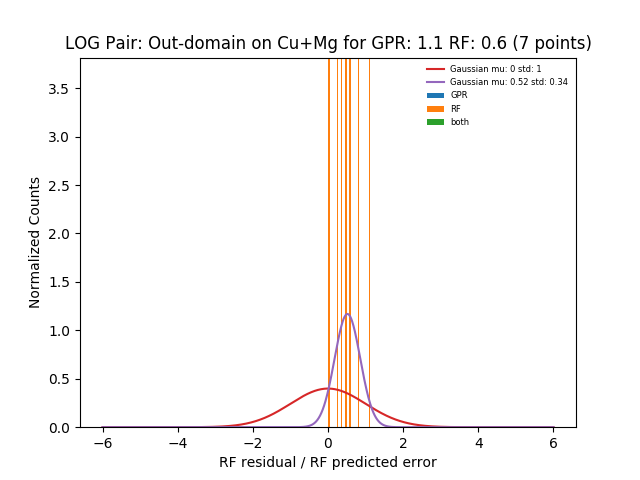 LOG Pair: Out-domain on Cu+Mg for GPR: 1.1 RF: 0.6 (7 points)
Gaussian mu: 0 std: 1
Gaussian mu: 0.52 std: 0.34
GPR
RF
both
3.5
3.0
2.5
2.0
1.5
1.0
0.5
0.0
Normalized Counts
−6 −4 −2 0 2 4 6
RF residual / RF predicted error